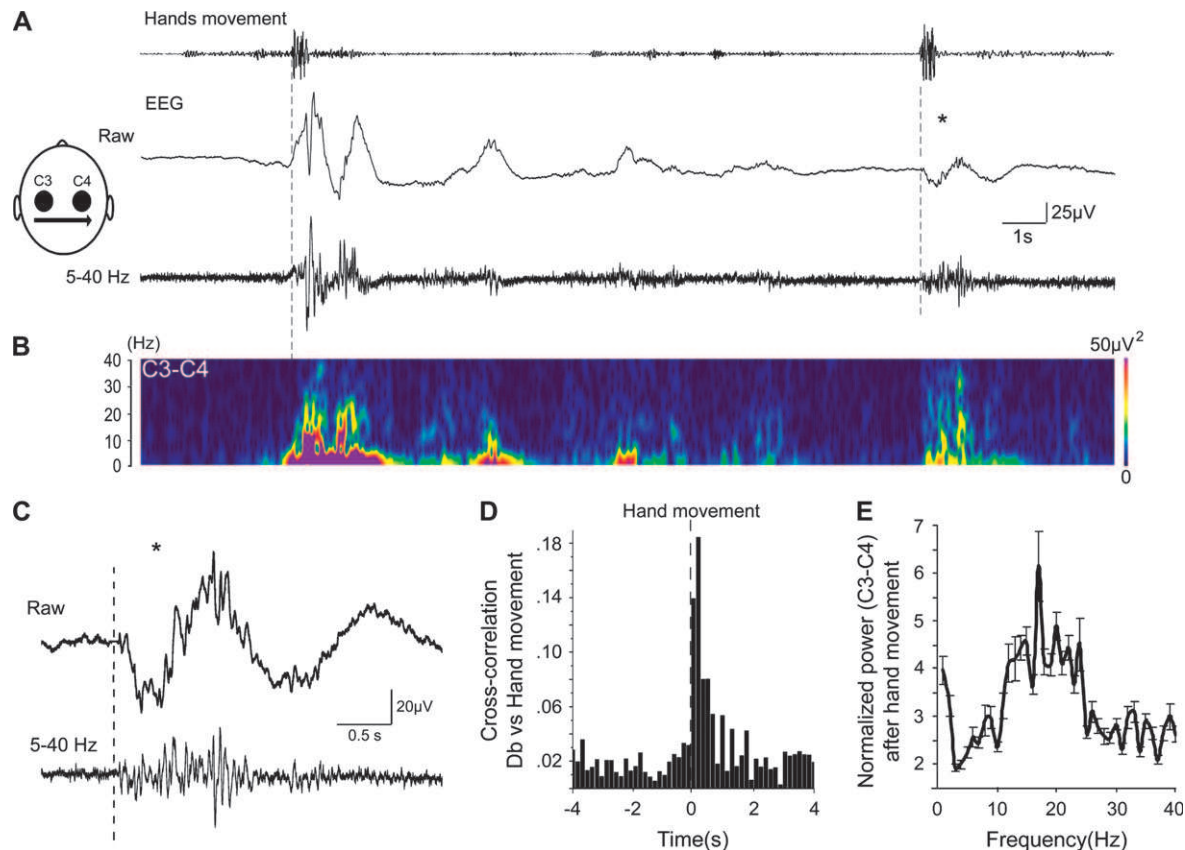 A
Hands movement
EEG
Raw
*
C3 C4
25µV
1s
5-40 Hz
B
(Hz)
50µV²
C3-C4
40
30
20
10
0
0
C
*
Raw
20µV
0.5 s
5-40 Hz
D
Hand movement
Cross-correlation
Db vs Hand movement
.18
.14
.10
.06
.02
-4 -2 0 2 4
Time(s)
E
Normalized power (C3-C4)
after hand movement
7
6
5
4
3
2
0 10 20 30 40
Frequency(Hz)